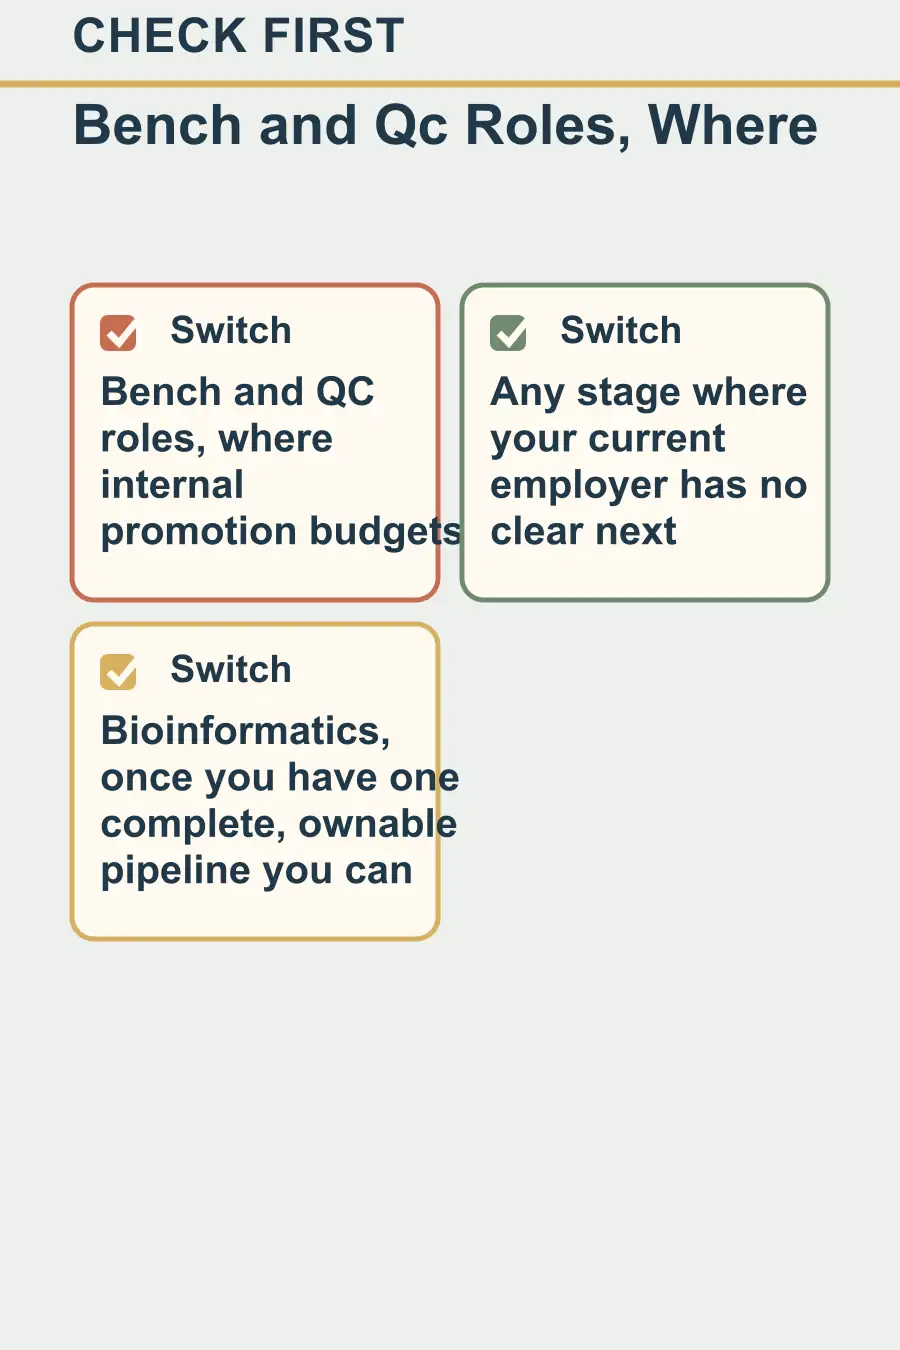 CHECK FIRST
Bench and Qc Roles, Where
Switch
Bench and QC
roles, where
internal
promotion budgets
Switch
Any stage where
your current
employer has no
clear next
Switch
Bioinformatics,
once you have one
complete, ownable
pipeline you can